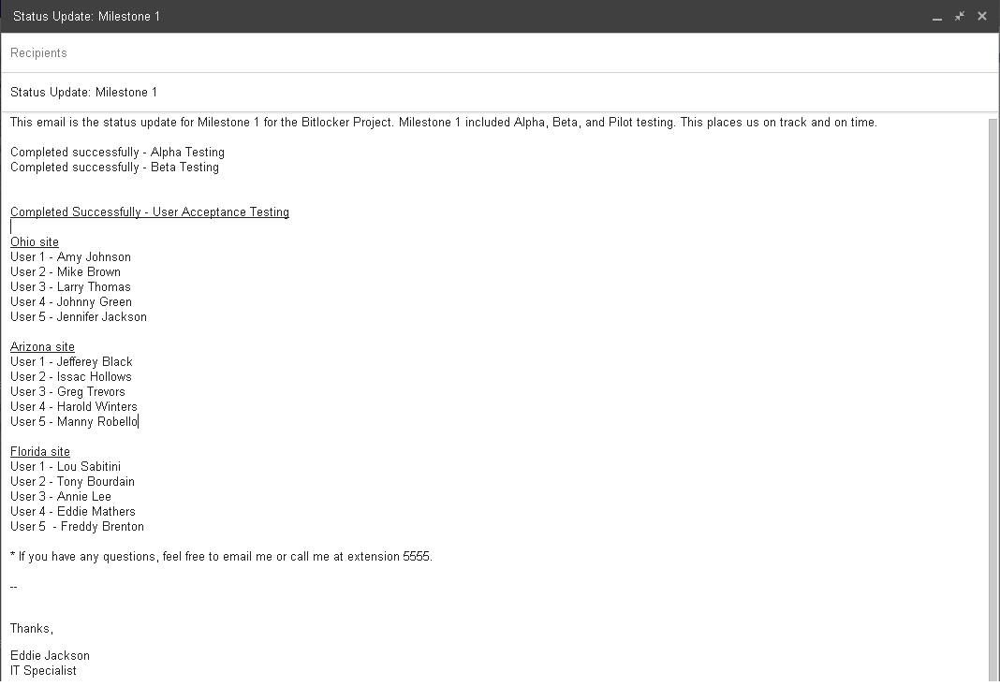 Status Update: Milestone 1
Recipients
Status Update: Milestone 1
This email is the status update for Milestone 1 for the Bitlocker Project. Milestone 1 included Alpha, Beta, and Pilot testing. This places us on track and on time.
Completed successfully - Alpha Testing
Completed successfully - Beta Testing
Completed Successfully - User Acceptance Testing
Ohio site
User 1 - Amy Johnson
User 2 - Mike Brown
User 3 - Larry Thomas
User 4 - Johnny Green
User 5 - Jennifer Jackson
Arizona site
User 1 - Jefferey Black
User 2 - Issac Hollows
User 3 - Greg Trevors
User 4 - Harold Winters
User 5 - Manny Robello
Florida site
User 1 - Lou Sabitini
User 2 - Tony Bourdain
User 3 - Annie Lee
User 4 - Eddie Mathers
User 5  - Freddy Brenton
* If you have any questions, feel free to email me or call me at extension 5555.
--
Thanks,
Eddie Jackson
IT Specialist